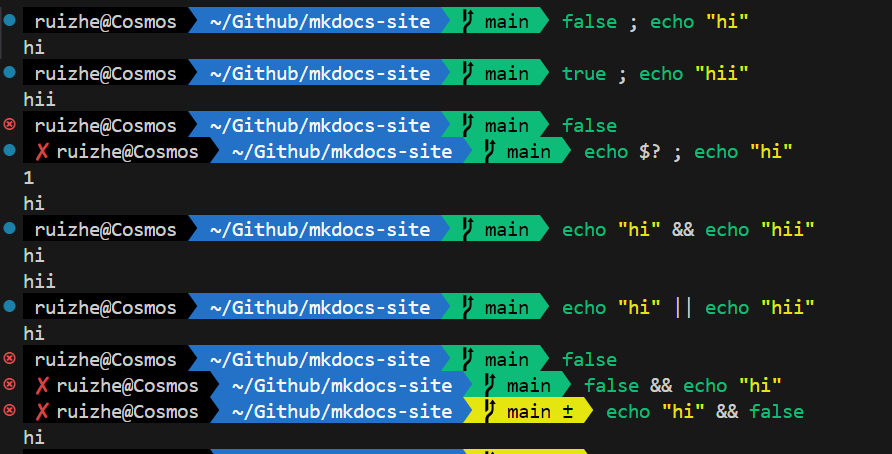 ruizhe@Cosmos ~/Github/mkdocs-site main false ; echo "hi"
hi
ruizhe@Cosmos ~/Github/mkdocs-site main true ; echo "hii"
hii
ruizhe@Cosmos ~/Github/mkdocs-site main false
✗ ruizhe@Cosmos ~/Github/mkdocs-site main echo $? ; echo "hi"
1
hi
ruizhe@Cosmos ~/Github/mkdocs-site main echo "hi" && echo "hii"
hi
hii
ruizhe@Cosmos ~/Github/mkdocs-site main echo "hi" || echo "hii"
hi
ruizhe@Cosmos ~/Github/mkdocs-site main false
✗ ruizhe@Cosmos ~/Github/mkdocs-site main false && echo "hi"
✗ ruizhe@Cosmos ~/Github/mkdocs-site main ± echo "hi" && false
hi